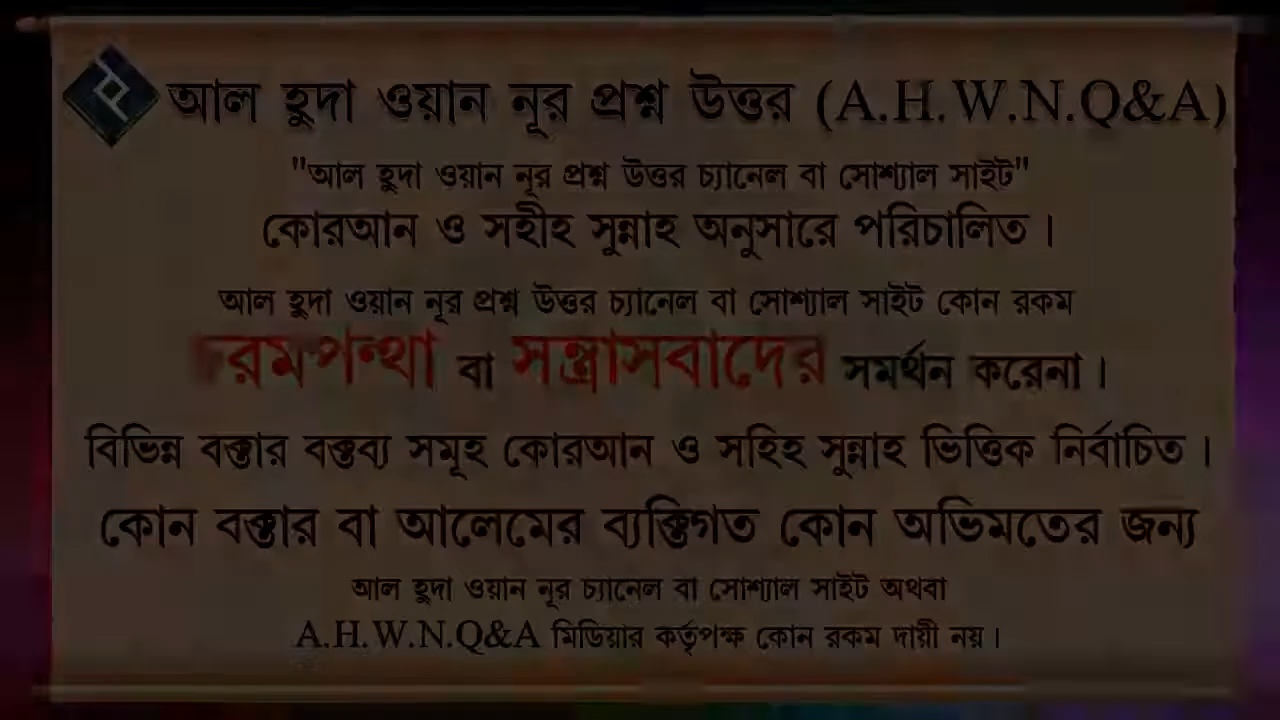 আল হুদা ওয়ান নূর প্রশ্ন উত্তর (A.H.W.N.Q&A)
"আল হুদা ওয়ান নূর প্রশ্ন উত্তর চ্যানেল বা সোশ্যাল সাইট"
কোরআন ও সহীহ সুন্নাহ অনুসারে পরিচালিত।
আল হুদা ওয়ান নূর প্রশ্ন উত্তর চ্যানেল বা সোশ্যাল সাইট কোন রকম
চরমপন্থা বা সন্ত্রাসবাদের সমর্থন করেনা।
বিভিন্ন বক্তার বক্তব্য সমূহ কোরআন ও সহিহ সুন্নাহ ভিত্তিক নির্বাচিত।
কোন বক্তার বা আলেমের ব্যক্তিগত কোন অভিমতের জন্য
আল হুদা ওয়ান নূর চ্যানেল বা সোশ্যাল সাইট অথবা
A.H.W.N.Q&A মিডিয়ার কর্তৃপক্ষ কোন রকম দায়ী নয়।